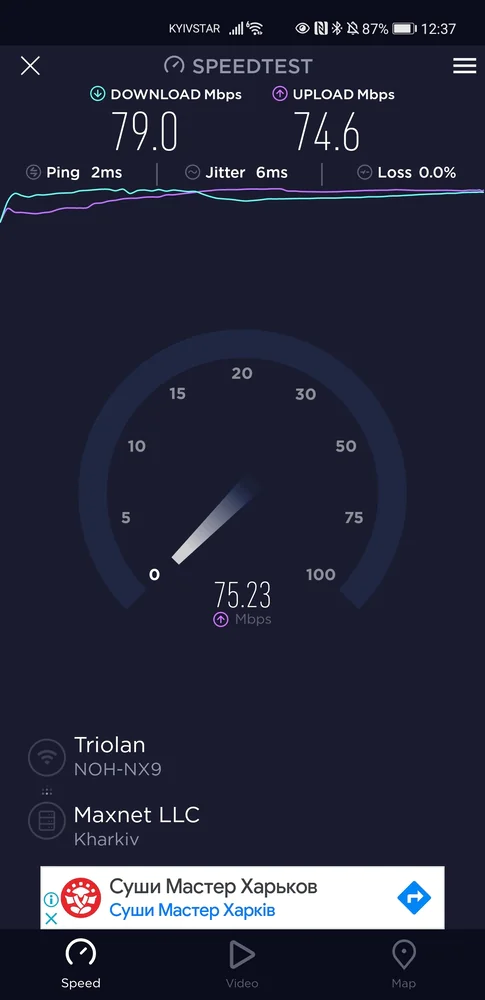 KYIVSTAR 6 87% 12:37
SPEEDTEST
DOWNLOAD Mbps UPLOAD Mbps
79.0 74.6
Ping 2ms Jitter 6ms Loss 0.0%
20
15 30
10 50
5 75
0 100
75.23
Mbps
Triolan
NOH-NX9
Maxnet LLC
Kharkiv
Суши Мастер Харьков
Суши Мастер Харків
Speed Video Map